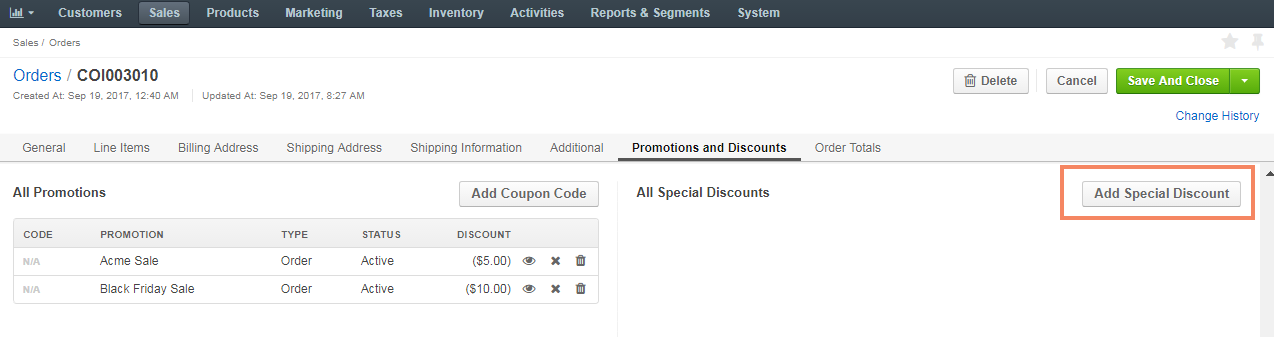 Customers Sales Products Marketing Taxes Inventory Activities Reports & Segments System
Sales / Orders
Orders / COI003010
Delete Cancel Save And Close
Created At: Sep 19, 2017, 12:40 AM Updated At: Sep 19, 2017, 8:27 AM
Change History
General Line Items Billing Address Shipping Address Shipping Information Additional Promotions and Discounts Order Totals
All Promotions Add Coupon Code All Special Discounts Add Special Discount
CODE PROMOTION TYPE STATUS DISCOUNT
N/A Acme Sale Order Active ($5.00)
N/A Black Friday Sale Order Active ($10.00)